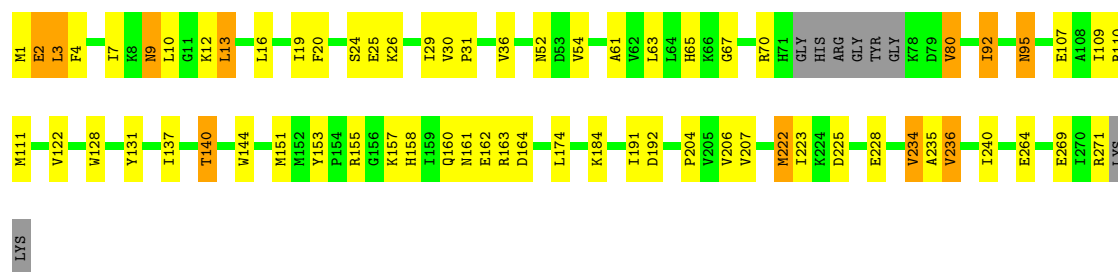 M1 E2 L3 F4 I7 K8 N9 L10 G11 K12 L13 L16 I19 F20 S24 E25 K26 I29 V30 P31 V36 N52 D53 V54 A61 V62 L63 L64 H65 K66 G67 R70 H71 GLY HIS ARG GLY TYR GLY K78 D79 V80 I92 N95 E107 A108 I109 R110
M111 V122 W128 Y131 I137 T140 W144 M151 M152 Y153 P154 R155 G156 K157 H158 I159 Q160 N161 E162 R163 D164 L174 K184 I191 D192 P204 V205 V206 V207 M222 I223 K224 D225 E228 V234 A235 V236 I240 E264 E269 I270 R271 LYS
LYS